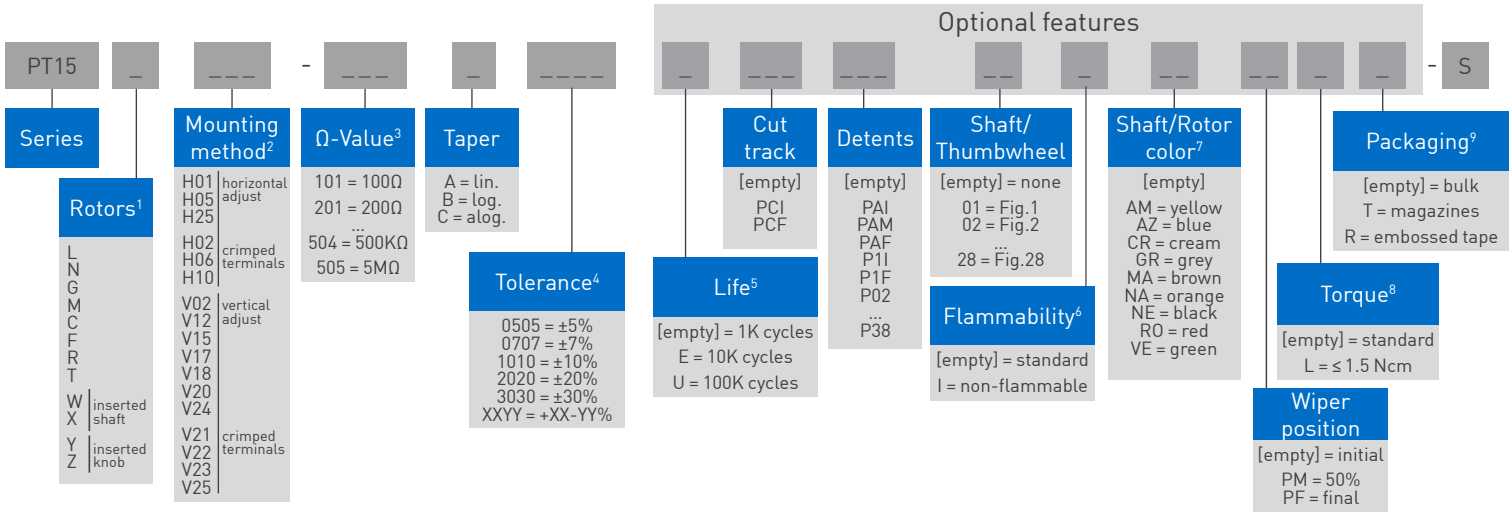 Optional features
PT15 _ _ _ _ - _ _ _ _ _ _ _ _ _ _ _ _ _ _ _ _ _ _ _ _ _ _ _ _ - S
Series
Rotors1
L
N
G
M
C
F
R
T
W
X
inserted
shaft
Y
Z
inserted
knob
Mounting
method2
H01
H05
H25
horizontal
adjust
H02
H06
H10
crimped
terminals
V02
V12
V15
V17
V18
V20
V24
vertical
adjust
V21
V22
V23
V25
crimped
terminals
Ω-Value3
101 = 100Ω
201 = 200Ω
...
504 = 500KΩ
505 = 5MΩ
Taper
A = lin.
B = log.
C = alog.
Tolerance4
0505 = ±5%
0707 = ±7%
1010 = ±10%
2020 = ±20%
3030 = ±30%
XXYY = +XX-YY%
Life5
[empty] = 1K cycles
E = 10K cycles
U = 100K cycles
Cut
track
[empty]
PCI
PCF
Detents
[empty]
PAI
PAM
PAF
P1I
P1F
P02
...
P38
Shaft/
Thumbwheel
[empty] = none
01 = Fig.1
02 = Fig.2
...
28 = Fig.28
Flammability6
[empty] = standard
I = non-flammable
Shaft/Rotor
color7
[empty]
AM = yellow
AZ = blue
CR = cream
GR = grey
MA = brown
NA = orange
NE = black
RO = red
VE = green
Wiper
position
[empty] = initial
PM = 50%
PF = final
Torque8
[empty] = standard
L = ≤ 1.5 Ncm
Packaging9
[empty] = bulk
T = magazines
R = embossed tape